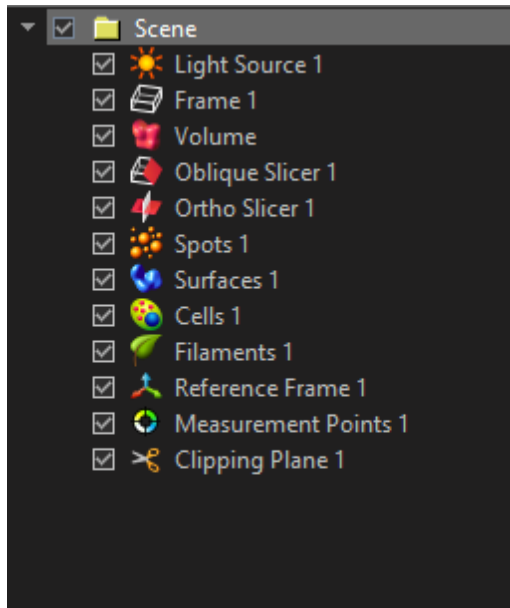 Scene
Light Source 1
Frame 1
Volume
Oblique Slicer 1
Ortho Slicer 1
Spots 1
Surfaces 1
Cells 1
Filaments 1
Reference Frame 1
Measurement Points 1
Clipping Plane 1